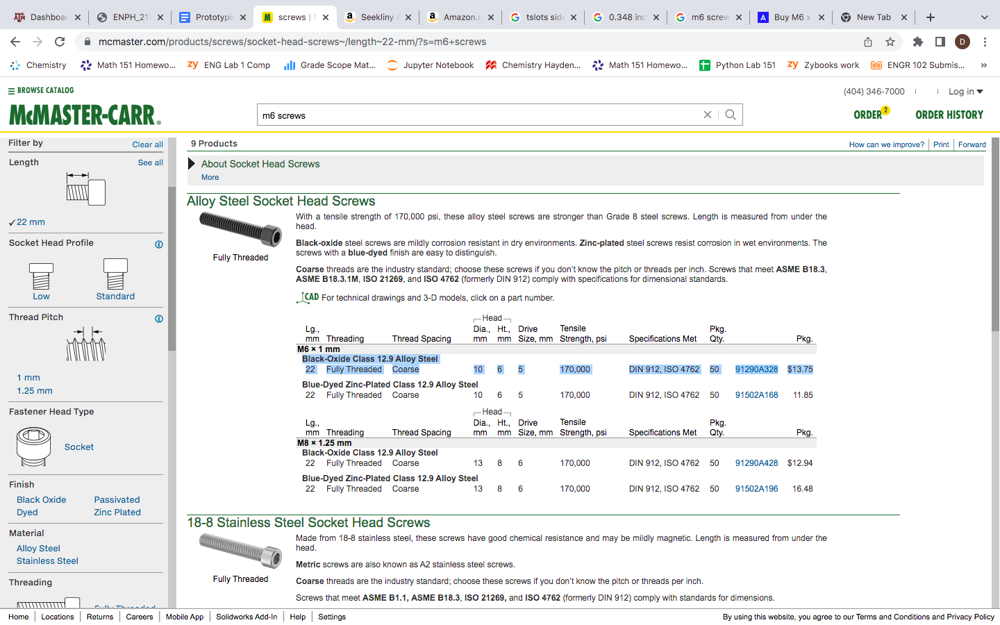 Dashboar
ENPH_217
Prototypi
screws |
Seekliny
Amazon.c
tslots side
0.348 inc
m6 screw
Buy M6 x
New Tab
mcmaster.com/products/screws/socket-head-screws~/length~22-mm/?s=m6+screws
D
Chemistry
Math 151 Homewo...
ZY ENG Lab 1 Comp
Grade Scope Mat...
Jupyter Notebook
Chemistry Hayden...
Math 151 Homewo...
Python Lab 151
ZY Zybooks work
ENGR 102 Submis...
»
BROWSE CATALOG
(404) 346-7000
Log in
McMASTER-CARR®
m6 screws
ORDER 2
ORDER HISTORY
Filter by
Clear all
Length
See all
22 mm
Socket Head Profile
Low Standard
Thread Pitch
1 mm
1.25 mm
Fastener Head Type
Socket
Finish
Black Oxide Passivated
Dyed Zinc Plated
Material
Alloy Steel
Stainless Steel
Threading
Fully Threaded
9 Products
How can we improve? Print Forward
About Socket Head Screws
More
Alloy Steel Socket Head Screws
Fully Threaded
With a tensile strength of 170,000 psi, these alloy steel screws are stronger than Grade 8 steel screws. Length is measured from under the
head.
Black-oxide steel screws are mildly corrosion resistant in dry environments. Zinc-plated steel screws resist corrosion in wet environments. The
screws with a blue-dyed finish are easy to distinguish.
Coarse threads are the industry standard; choose these screws if you don't know the pitch or threads per inch. Screws that meet ASME B18.3,
ASME B18.3.1M, ISO 21269, and ISO 4762 (formerly DIN 912) comply with specifications for dimensional standards.
CAD For technical drawings and 3-D models, click on a part number.
Head
Lg., Dia., Ht., Drive Tensile Pkg.
mm Threading Thread Spacing mm mm Size, mm Strength, psi Specifications Met Qty. Pkg.
M6 × 1 mm
Black-Oxide Class 12.9 Alloy Steel
22 Fully Threaded Coarse 10 6 5 170,000 DIN 912, ISO 4762 50 91290A328 $13.75
Blue-Dyed Zinc-Plated Class 12.9 Alloy Steel
22 Fully Threaded Coarse 10 6 5 170,000 DIN 912, ISO 4762 50 91502A168 11.85
Head
Lg., Dia., Ht., Drive Tensile Pkg.
mm Threading Thread Spacing mm mm Size, mm Strength, psi Specifications Met Qty. Pkg.
M8 × 1.25 mm
Black-Oxide Class 12.9 Alloy Steel
22 Fully Threaded Coarse 13 8 6 170,000 DIN 912, ISO 4762 50 91290A428 $12.94
Blue-Dyed Zinc-Plated Class 12.9 Alloy Steel
22 Fully Threaded Coarse 13 8 6 170,000 DIN 912, ISO 4762 50 91502A196 16.48
18-8 Stainless Steel Socket Head Screws
Fully Threaded
Made from 18-8 stainless steel, these screws have good chemical resistance and may be mildly magnetic. Length is measured from under the
head.
Metric screws are also known as A2 stainless steel screws.
Coarse threads are the industry standard; choose these screws if you don't know the pitch or threads per inch.
Screws that meet ASME B1.1, ASME B18.3, ISO 21269, and ISO 4762 (formerly DIN 912) comply with standards for dimensions.
Home Locations Returns Careers Mobile App Solidworks Add-In Help Settings
By using this website, you agree to our Terms and Conditions and Privacy Policy